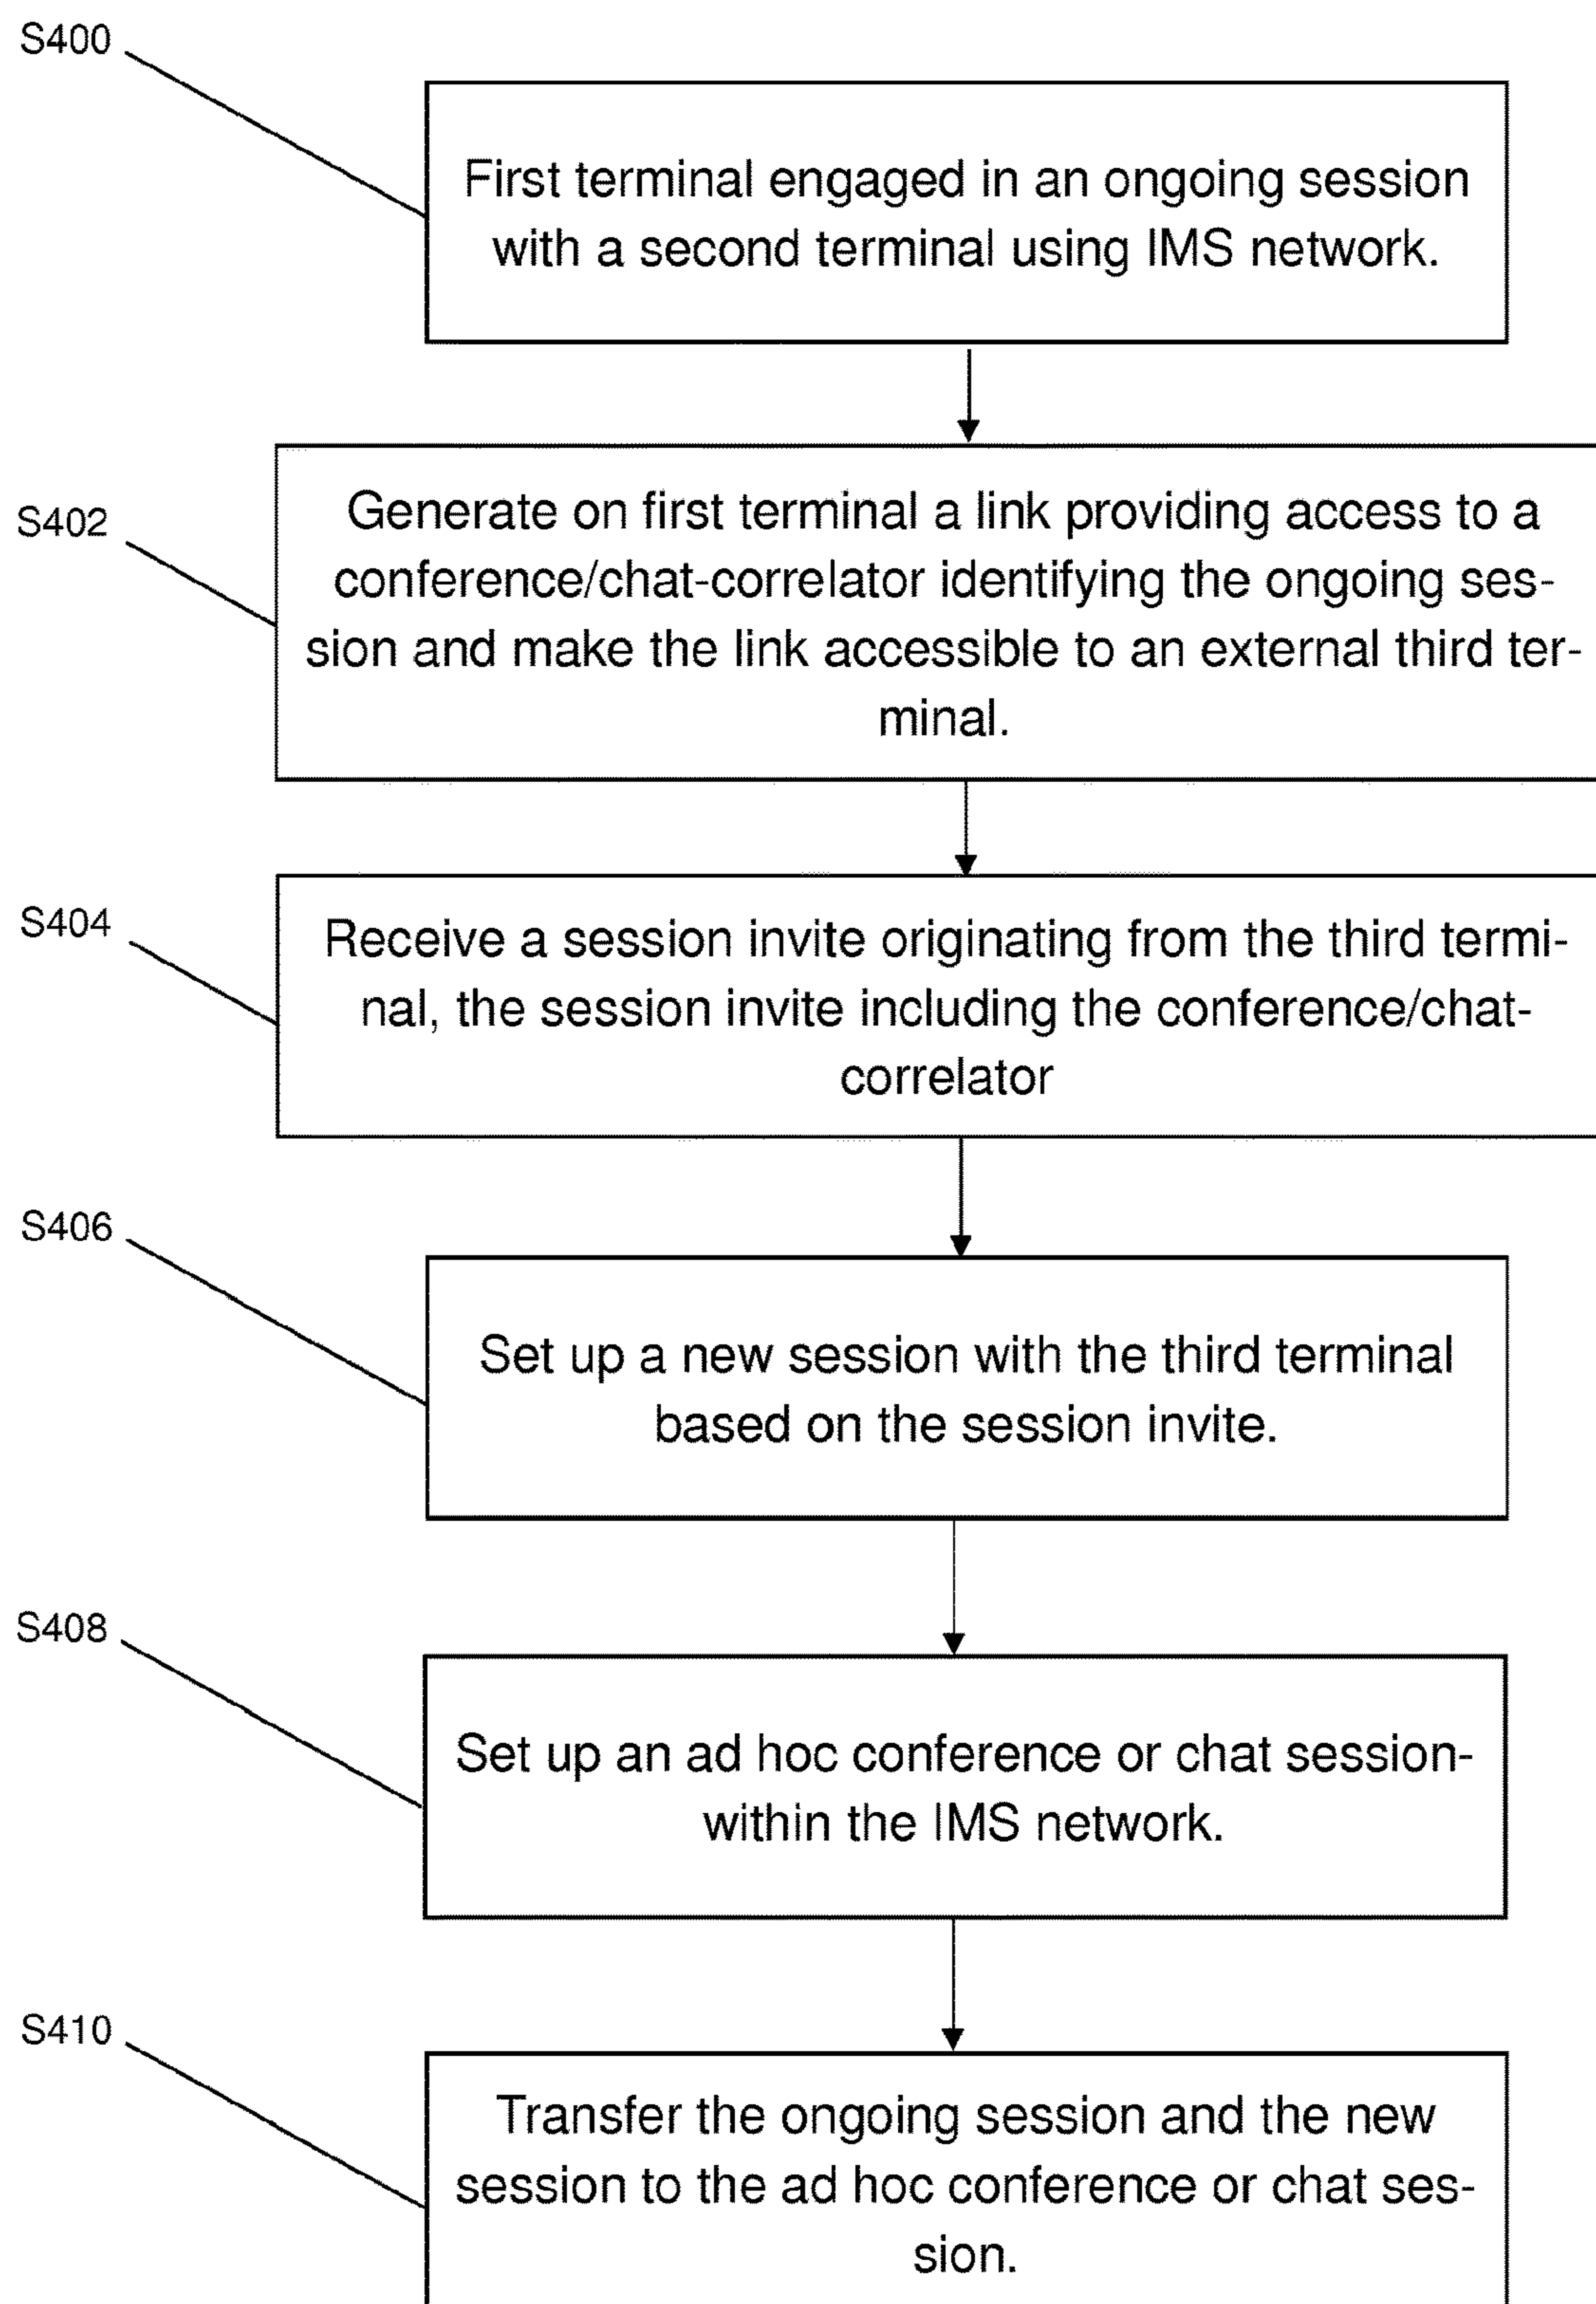 S400
First terminal engaged in an ongoing session
with a second terminal using IMS network.
S402
Generate on first terminal a link providing access to a
conference/chat-correlator identifying the ongoing ses-
sion and make the link accessible to an external third ter-
minal.
S404
Receive a session invite originating from the third termi-
nal, the session invite including the conference/chat-
correlator
S406
Set up a new session with the third terminal
based on the session invite.
S408
Set up an ad hoc conference or chat session-
within the IMS network.
S410
Transfer the ongoing session and the new
session to the ad hoc conference or chat ses-
sion.